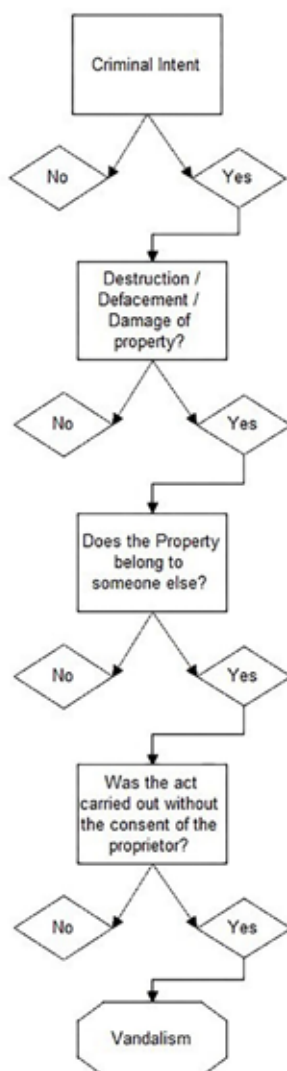 Criminal Intent
No
Yes
Destruction /
Defacement /
Damage of
property?
No
Yes
Does the Property
belong to
someone else?
No
Yes
Was the act
carried out without
the consent of the
proprietor?
No
Yes
Vandalism